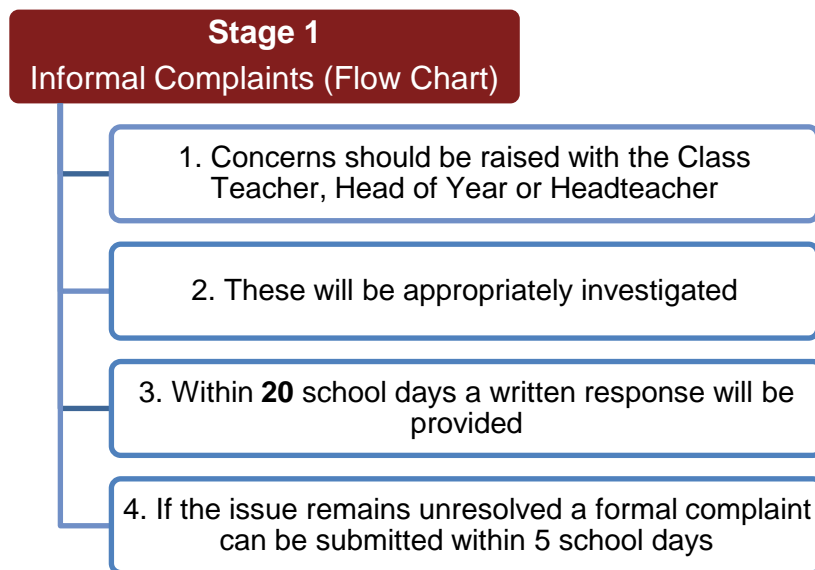 Stage 1
Informal Complaints (Flow Chart)
1. Concerns should be raised with the Class
Teacher, Head of Year or Headteacher
2. These will be appropriately investigated
3. Within 20 school days a written response will be
provided
4. If the issue remains unresolved a formal complaint
can be submitted within 5 school days